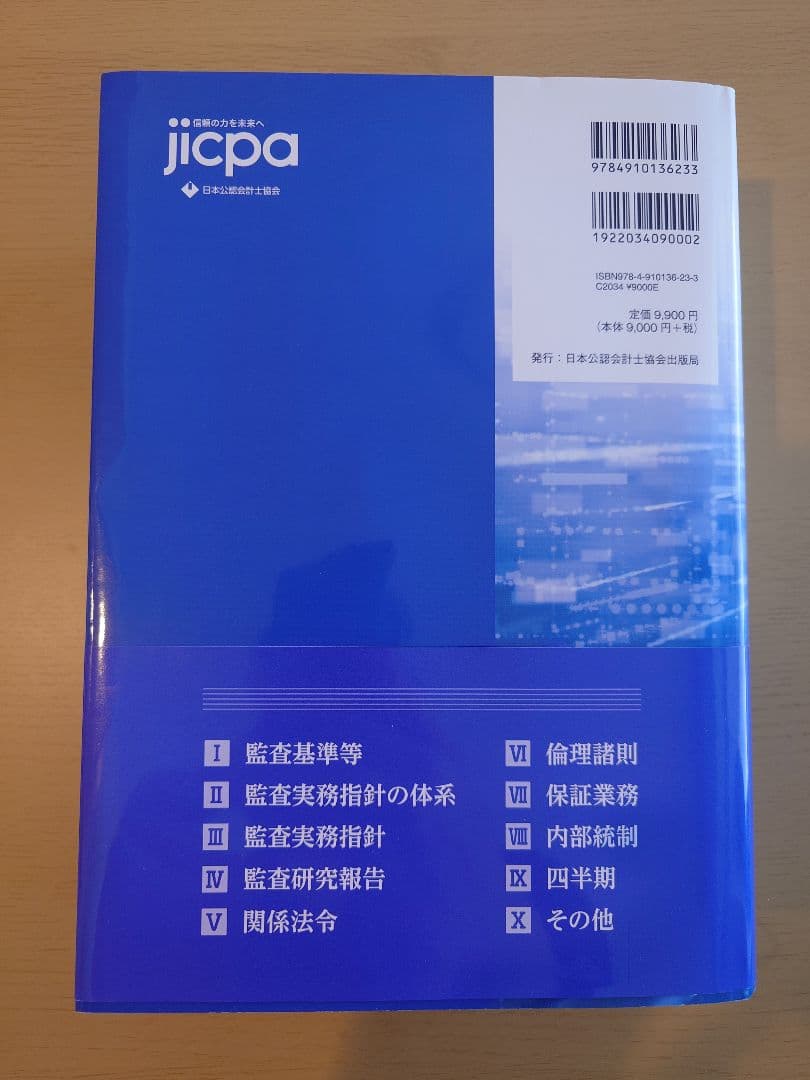 信頼の力を未来へ
jicpa
日本公認会計士協会
9784910136233
1922034090002
ISBN978-4-910136-23-3
C2034 ¥9000E
定価 9,900 円
（本体 9,000 円＋税）
発行：日本公認会計士協会出版局
Ⅰ 監査基準等
Ⅱ 監査実務指針の体系
Ⅲ 監査実務指針
Ⅳ 監査研究報告
Ⅴ 関係法令
Ⅵ 倫理諸則
Ⅶ 保証業務
Ⅷ 内部統制
Ⅸ 四半期
Ⅹ その他